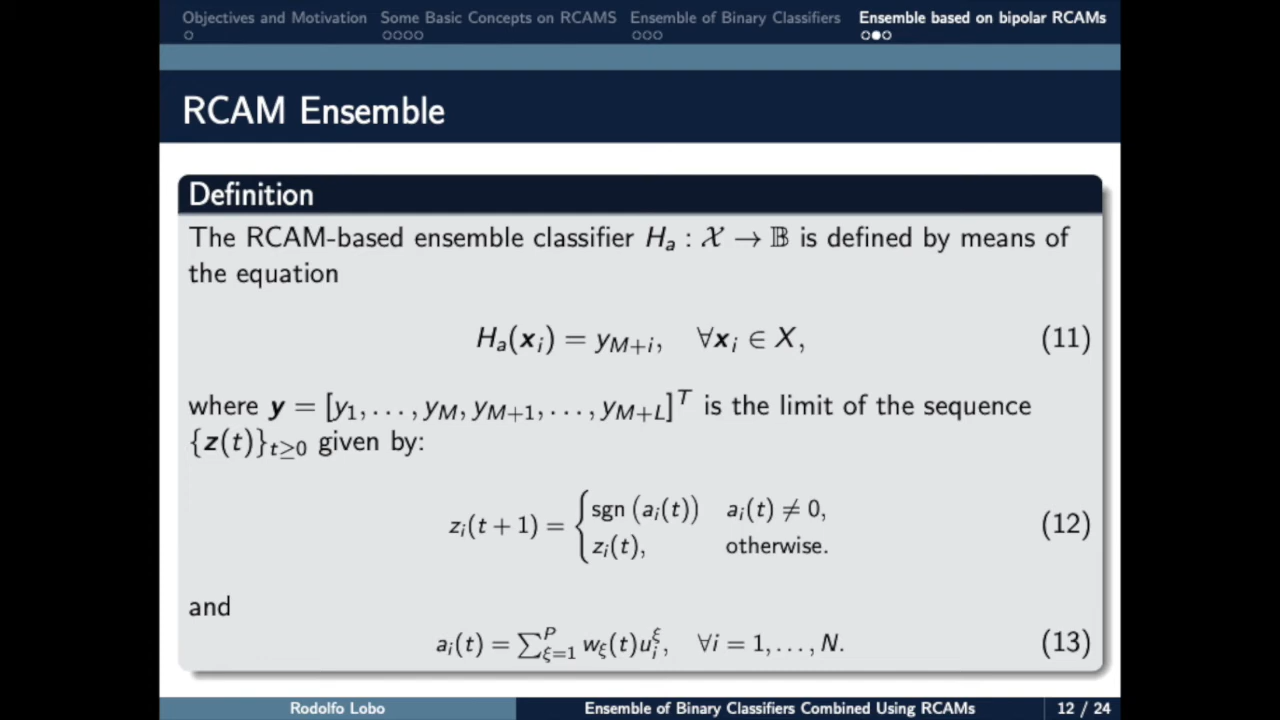 Objectives and Motivation Some Basic Concepts on RCAMS Ensemble of Binary Classifiers Ensemble based on bipolar RCAMs
RCAM Ensemble
Definition
The RCAM-based ensemble classifier Hₐ : 𝒳 → 𝔹 is defined by means of
the equation
Hₐ(𝒙ᵢ) = y_{M+i}, ∀𝒙ᵢ ∈ X, (11)
where 𝒚 = [y₁, . . . , y_M, y_{M+1}, . . . , y_{M+L}]ᵀ is the limit of the sequence
{𝒛(t)}_{t≥0} given by:
zᵢ(t + 1) = { sgn (aᵢ(t)) aᵢ(t) ≠ 0, (12)
zᵢ(t), otherwise.
and
aᵢ(t) = ∑_{ξ=1}^{P} w_ξ(t)u_i^ξ, ∀i = 1, . . . , N. (13)
Rodolfo Lobo Ensemble of Binary Classifiers Combined Using RCAMs 12 / 24